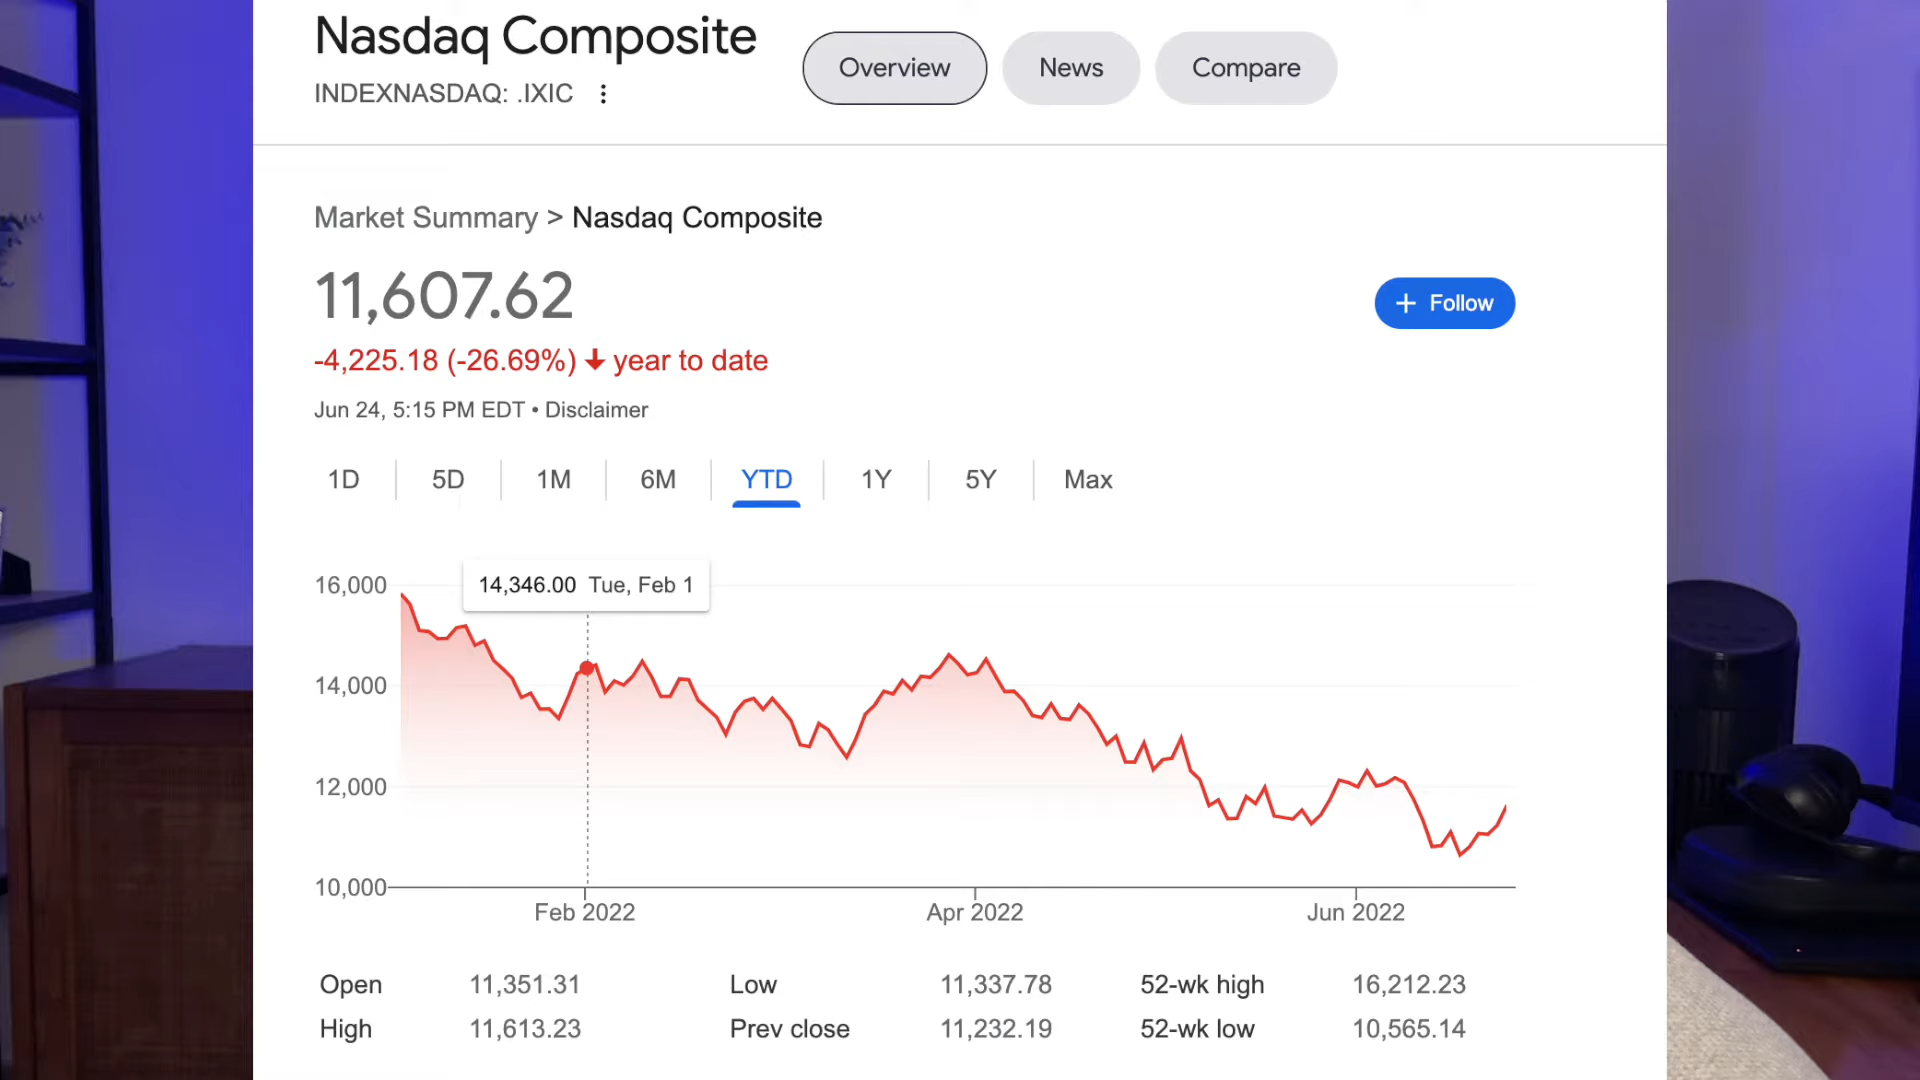 Nasdaq Composite
INDEXNASDAQ: .IXIC
Overview
News
Compare
Market Summary > Nasdaq Composite
11,607.62
+ Follow
-4,225.18 (-26.69%) ↓ year to date
Jun 24, 5:15 PM EDT • Disclaimer
1D 5D 1M 6M YTD 1Y 5Y Max
14,346.00 Tue, Feb 1
16,000
14,000
12,000
10,000
Feb 2022 Apr 2022 Jun 2022
Open 11,351.31 Low 11,337.78 52-wk high 16,212.23
High 11,613.23 Prev close 11,232.19 52-wk low 10,565.14